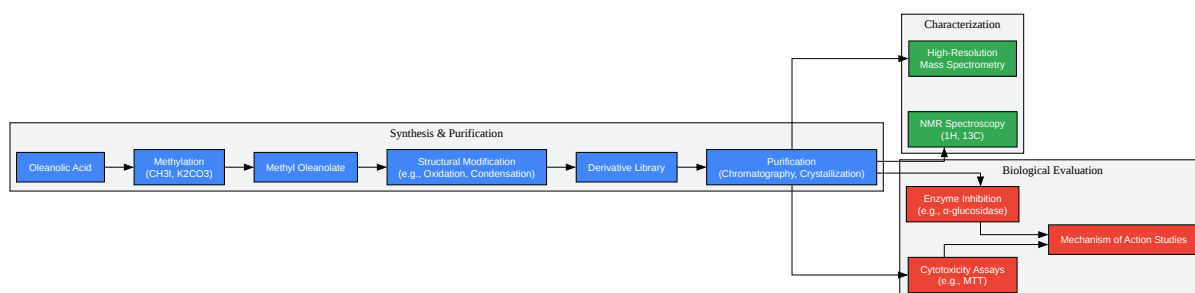 Synthesis & Purification
Oleanolic Acid
Methylation
(CH3I, K2CO3)
Methyl Oleanolate
Structural Modification
(e.g., Oxidation, Condensation)
Derivative Library
Purification
(Chromatography, Crystallization)
Characterization
High-Resolution
Mass Spectrometry
NMR Spectroscopy
(1H, 13C)
Biological Evaluation
Enzyme Inhibition
(e.g., α-glucosidase)
Mechanism of Action Studies
Cytotoxicity Assays
(e.g., MTT)